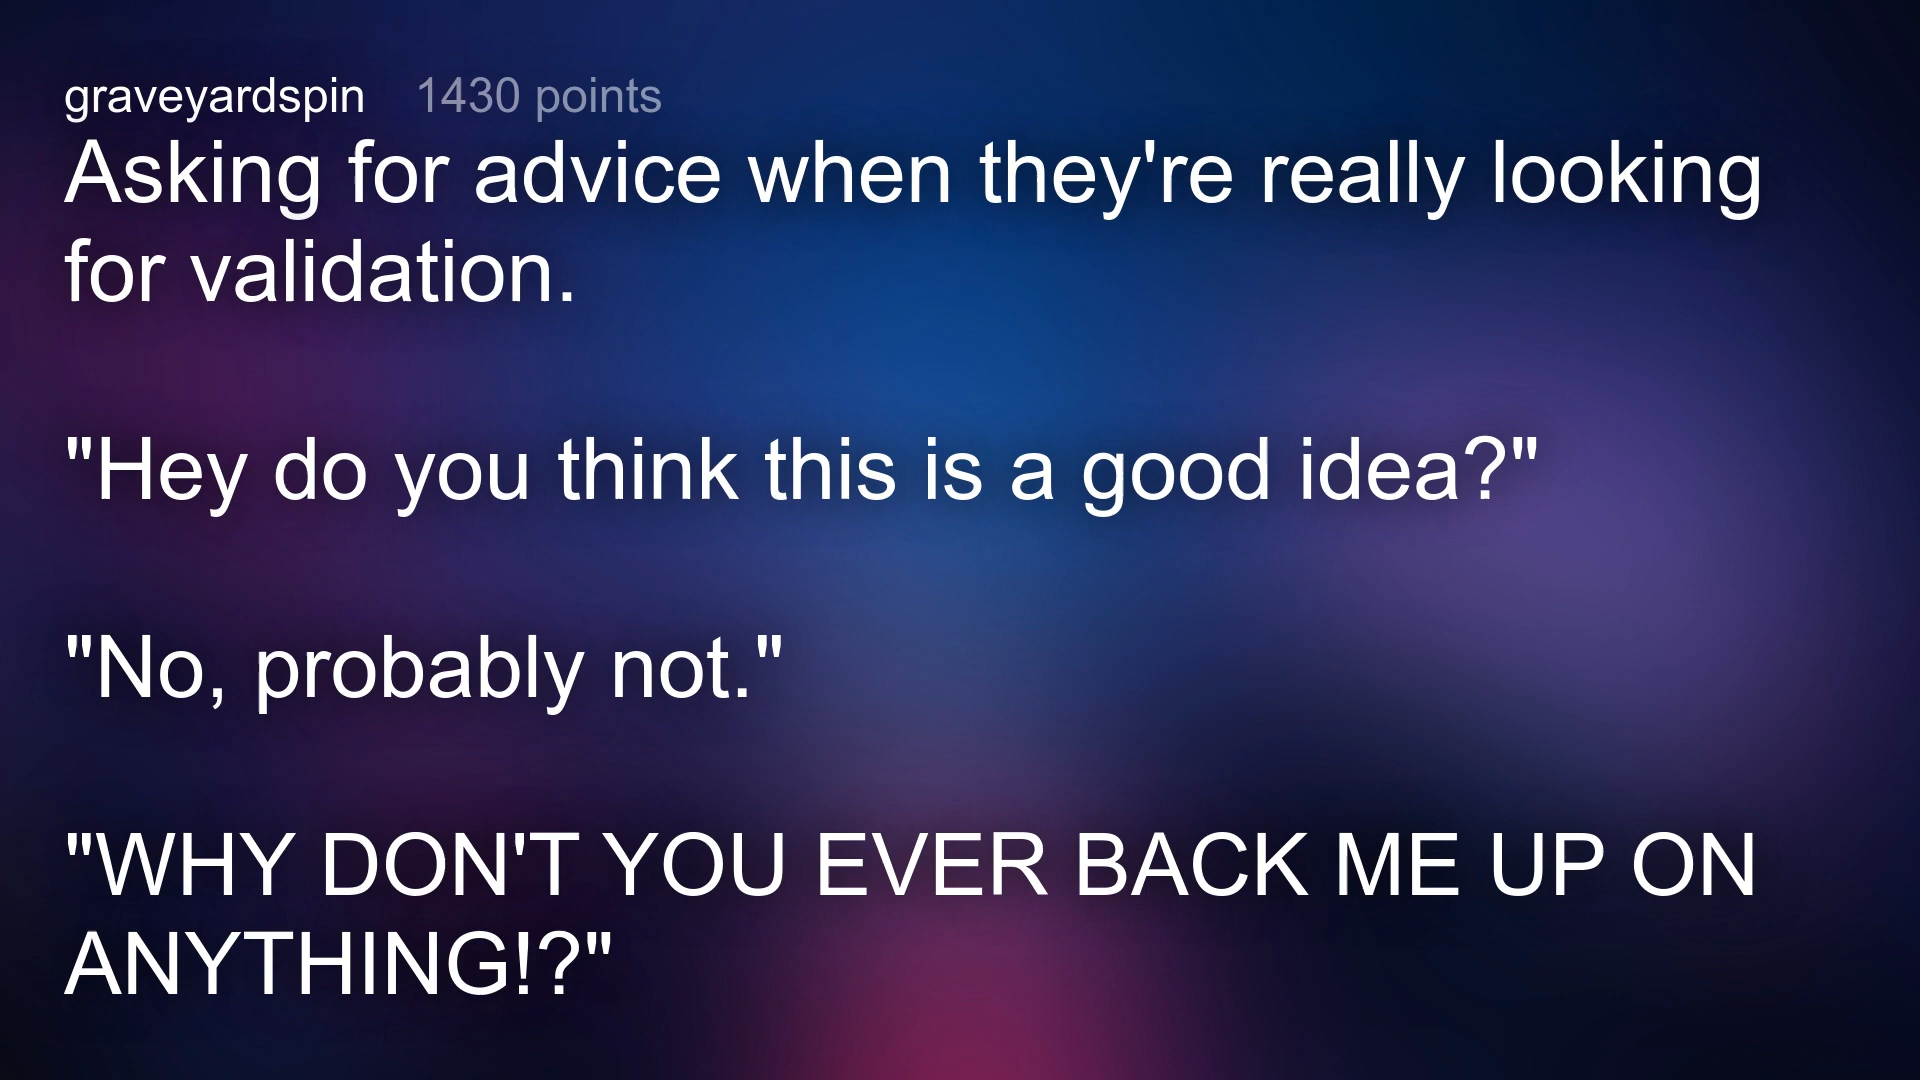 graveyardspin 1430 points
Asking for advice when they're really looking
for validation.
"Hey do you think this is a good idea?"
"No, probably not."
"WHY DON'T YOU EVER BACK ME UP ON
ANYTHING!?"